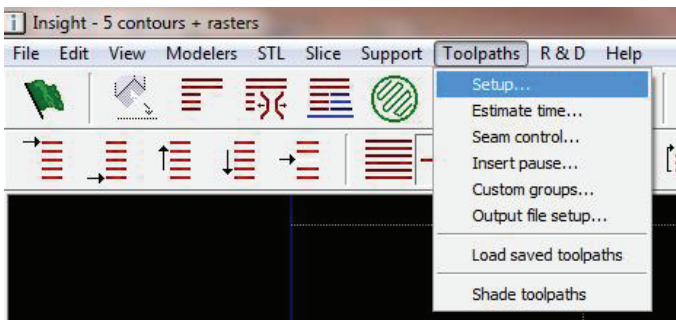 Insight - 5 contours + rasters
File Edit View Modelers STL Slice Support Toolpaths R & D Help
Setup...
Estimate time...
Seam control...
Insert pause...
Custom groups...
Output file setup...
Load saved toolpaths
Shade toolpaths